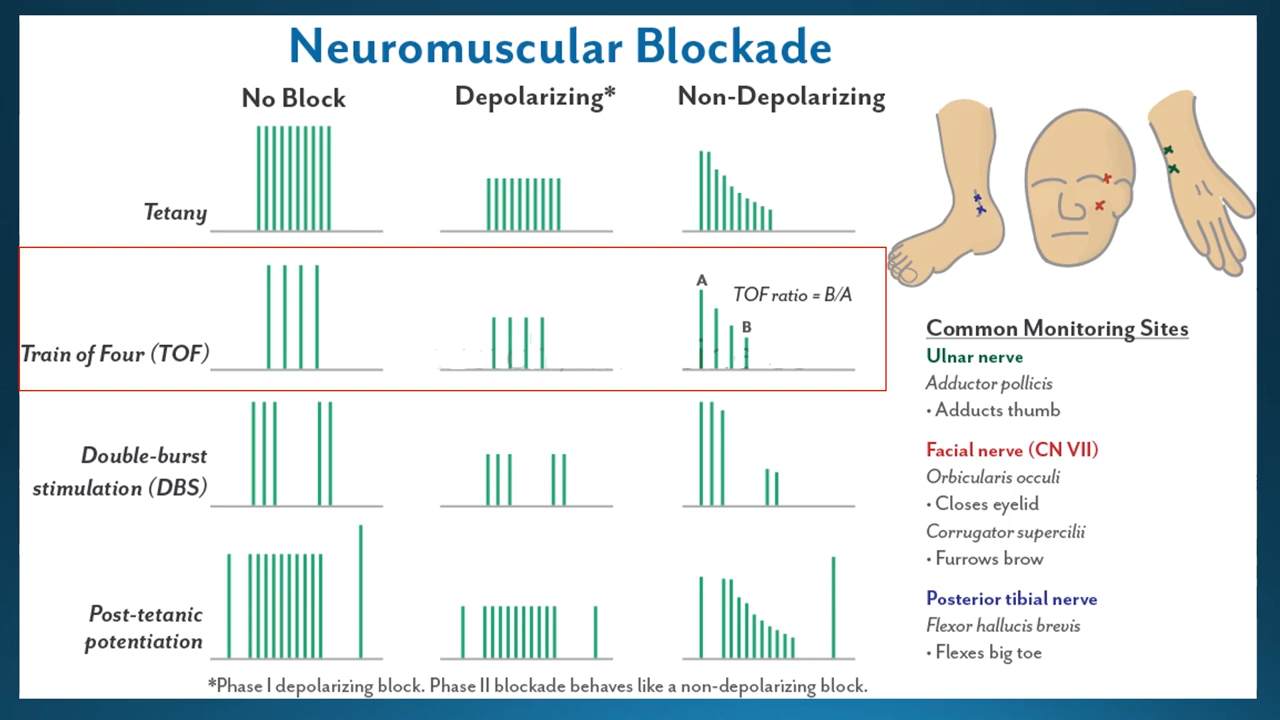 Neuromuscular Blockade
No Block
Depolarizing*
Non-Depolarizing
Tetany
Train of Four (TOF)
A
TOF ratio = B/A
B
Double-burst
stimulation (DBS)
Post-tetanic
potentiation
*Phase I depolarizing block. Phase II blockade behaves like a non-depolarizing block.
Common Monitoring Sites
Ulnar nerve
Adductor pollicis
• Adducts thumb
Facial nerve (CN VII)
Orbicularis occuli
• Closes eyelid
Corrugator supercilii
• Furrows brow
Posterior tibial nerve
Flexor hallucis brevis
• Flexes big toe